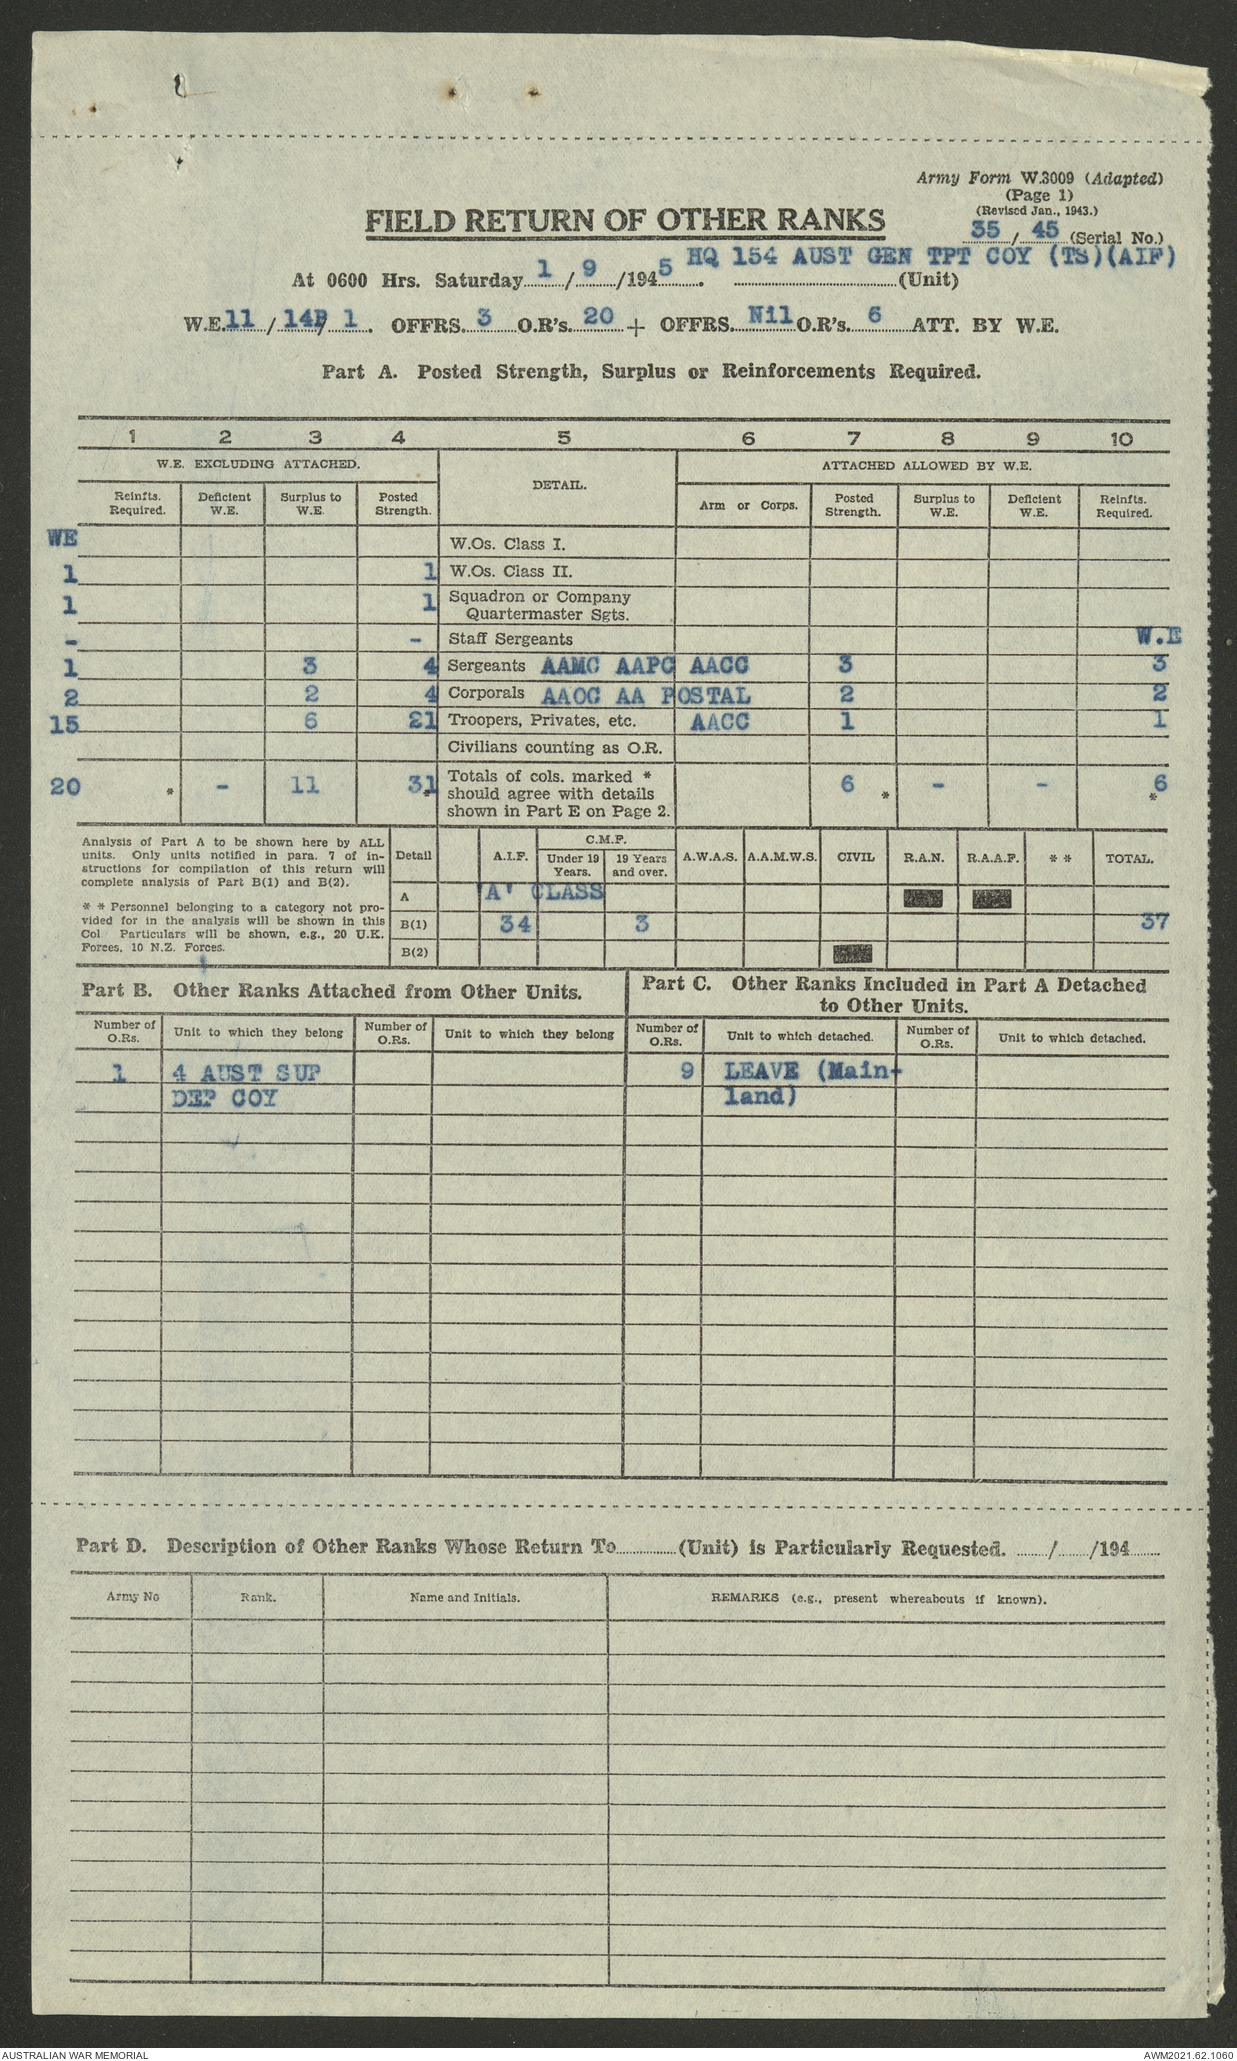 Army Form W.3009 (Adapted)
(Page 1)
(Revised Jan., 1943.)
FIELD RETURN OF OTHER RANKS
35 / 45 (Serial No.)
HQ 154 AUST GEN TPT COY (TS)(AIF)
At 0600 Hrs. Saturday 1 / 9 /194 5 . (Unit)
W.E. 11 / 14B / 1 . OFFRS. 3 O.R's. 20 + OFFRS. Nil O.R's. 6 ATT. BY W.E.
Part A. Posted Strength, Surplus or Reinforcements Required.
1 2 3 4 5 6 7 8 9 10
W.E. EXCLUDING ATTACHED. DETAIL. ATTACHED ALLOWED BY W.E.
Reinfts. Required. Deficient W.E. Surplus to W.E. Posted Strength. Arm or Corps. Posted Strength. Surplus to W.E. Deficient W.E. Reinfts. Required.
WE W.Os. Class I.
1 1 W.Os. Class II.
1 1 Squadron or Company
Quartermaster Sgts.
- - Staff Sergeants W.E
1 3 4 Sergeants AAMC AAPC AACC 3 3
2 2 4 Corporals AAOC AA POSTAL 2 2
15 6 21 Troopers, Privates, etc. AACC 1 1
Civilians counting as O.R.
20 * - 11 31 * Totals of cols. marked * 6 * - - 6 *
should agree with details
shown in Part E on Page 2.
Analysis of Part A to be shown here by ALL
units. Only units notified in para. 7 of in-
structions for compilation of this return will
complete analysis of Part B(1) and B(2).
* * Personnel belonging to a category not pro-
vided for in the analysis will be shown in this
Col Particulars will be shown, e.g., 20 U.K.
Forces, 10 N.Z. Forces.
Detail A.I.F. C.M.F. Under 19 Years. 19 Years and over. A.W.A.S. A.A.M.W.S. CIVIL R.A.N. R.A.A.F. * * TOTAL.
A 'A' CLASS
B(1) 34 3 37
B(2)
Part B. Other Ranks Attached from Other Units.
Part C. Other Ranks Included in Part A Detached
to Other Units.
Number of O.Rs. Unit to which they belong Number of O.Rs. Unit to which they belong Number of O.Rs. Unit to which detached. Number of O.Rs. Unit to which detached.
1 4 AUST SUP 9 LEAVE (Main-
DEP COY land)
Part D. Description of Other Ranks Whose Return To (Unit) is Particularly Requested. / /194
Army No Rank. Name and Initials. REMARKS (e.g., present whereabouts if known).
AUSTRALIAN WAR MEMORIAL AWM2021.62.1060